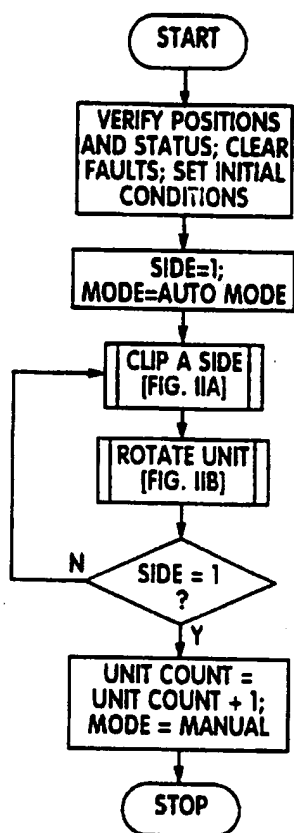 START
VERIFY POSITIONS
AND STATUS; CLEAR
FAULTS; SET INITIAL
CONDITIONS
SIDE=1;
MODE=AUTO MODE
CLIP A SIDE
[FIG. 11A]
ROTATE UNIT
[FIG. 11B]
N
SIDE = 1
?
Y
UNIT COUNT =
UNIT COUNT + 1;
MODE = MANUAL
STOP